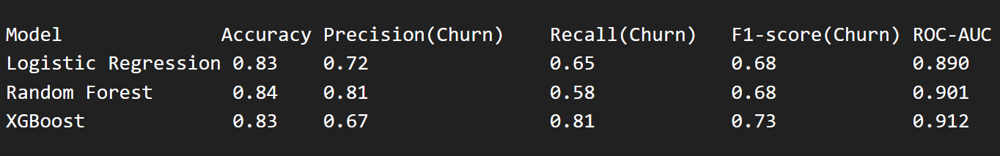 Model Accuracy Precision(Churn) Recall(Churn) F1-score(Churn) ROC-AUC
Logistic Regression 0.83 0.72 0.65 0.68 0.890
Random Forest 0.84 0.81 0.58 0.68 0.901
XGBoost 0.83 0.67 0.81 0.73 0.912